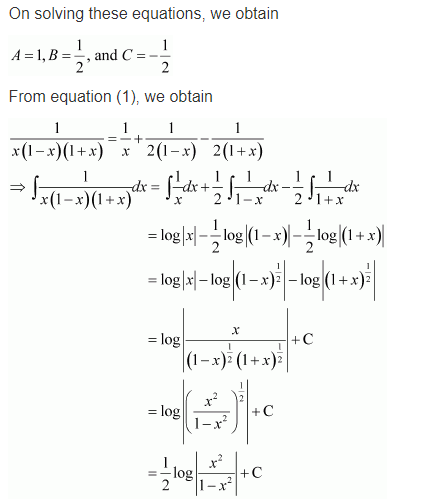 On solving these equations, we obtain
A = 1, B = 1/2, and C = −1/2
From equation (1), we obtain
1/(x(1−x)(1+x)) = 1/x + 1/(2(1−x)) − 1/(2(1+x))
⇒ ∫ 1/(x(1−x)(1+x)) dx = ∫ 1/x dx + 1/2 ∫ 1/(1−x) dx − 1/2 ∫ 1/(1+x) dx
= log|x| − 1/2 log|(1−x)| − 1/2 log|(1+x)|
= log|x| − log|(1−x)^(1/2)| − log|(1+x)^(1/2)|
= log|x/((1−x)^(1/2) (1+x)^(1/2))| + C
= log|(x²/(1−x²))^(1/2)| + C
= 1/2 log|x²/(1−x²)| + C